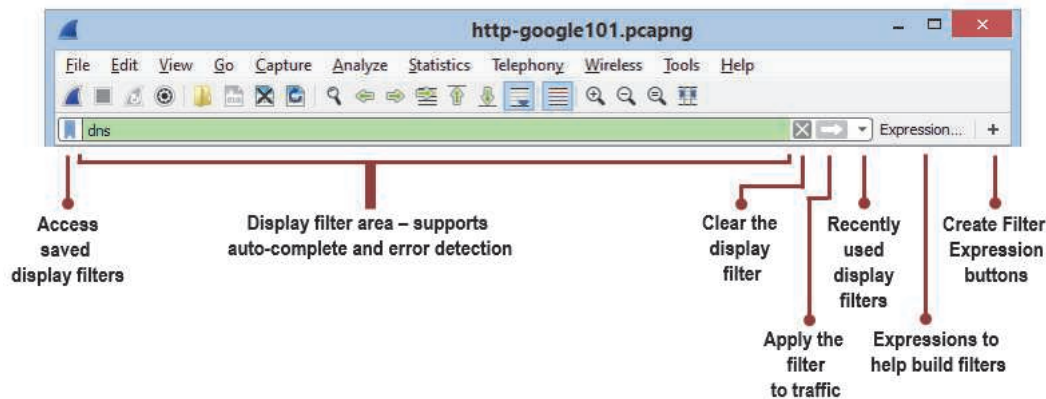 http-google101.pcapng
File Edit View Go Capture Analyze Statistics Telephony Wireless Tools Help
dns
Expression... +
Access
saved
display filters
Display filter area – supports
auto-complete and error detection
Clear the
display
filter
Recently
used
display
filters
Create Filter
Expression
buttons
Apply the
filter
to traffic
Expressions to
help build filters